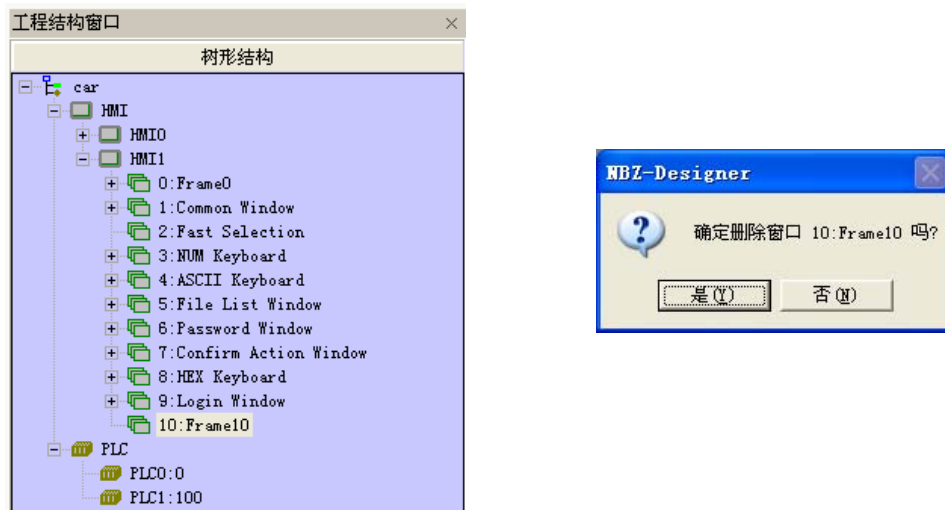 工程结构窗口
树形结构
car
HMI
HMI0
HMI1
0:Frame0
1:Common Window
2:Fast Selection
3:NUM Keyboard
4:ASCII Keyboard
5:File List Window
6:Password Window
7:Confirm Action Window
8:HEX Keyboard
9:Login Window
10:Frame10
PLC
PLC0:0
PLC1:100
NBZ-Designer
确定删除窗口 10:Frame10 吗?
是(Y)
否(N)